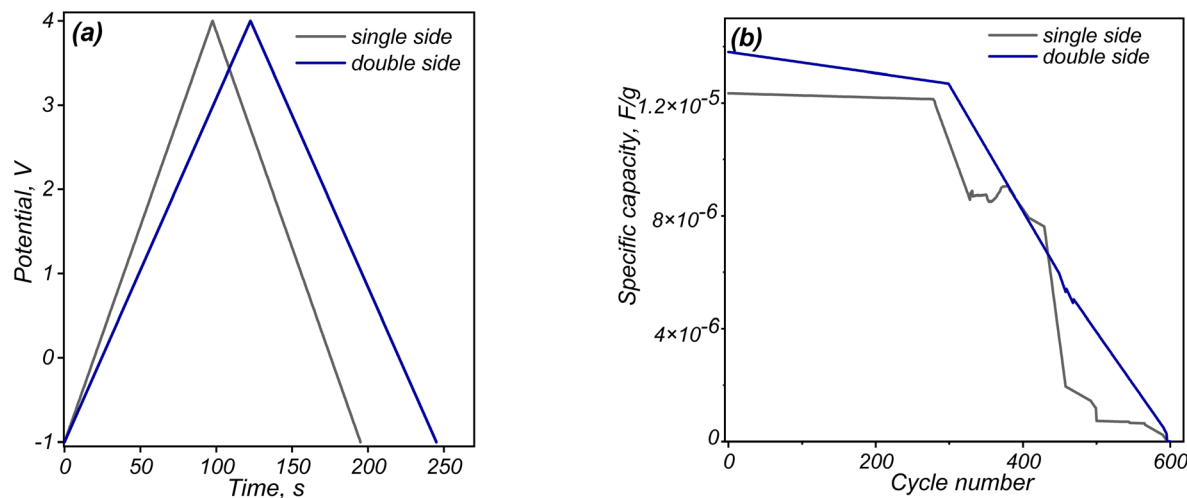 (a)
single side
double side
4
3
2
1
0
-1
Potential, V
0 50 100 150 200 250
Time, s
(b)
single side
double side
1.2×10⁻⁵
8×10⁻⁶
4×10⁻⁶
0
Specific capacity, F/g
0 200 400 600
Cycle number